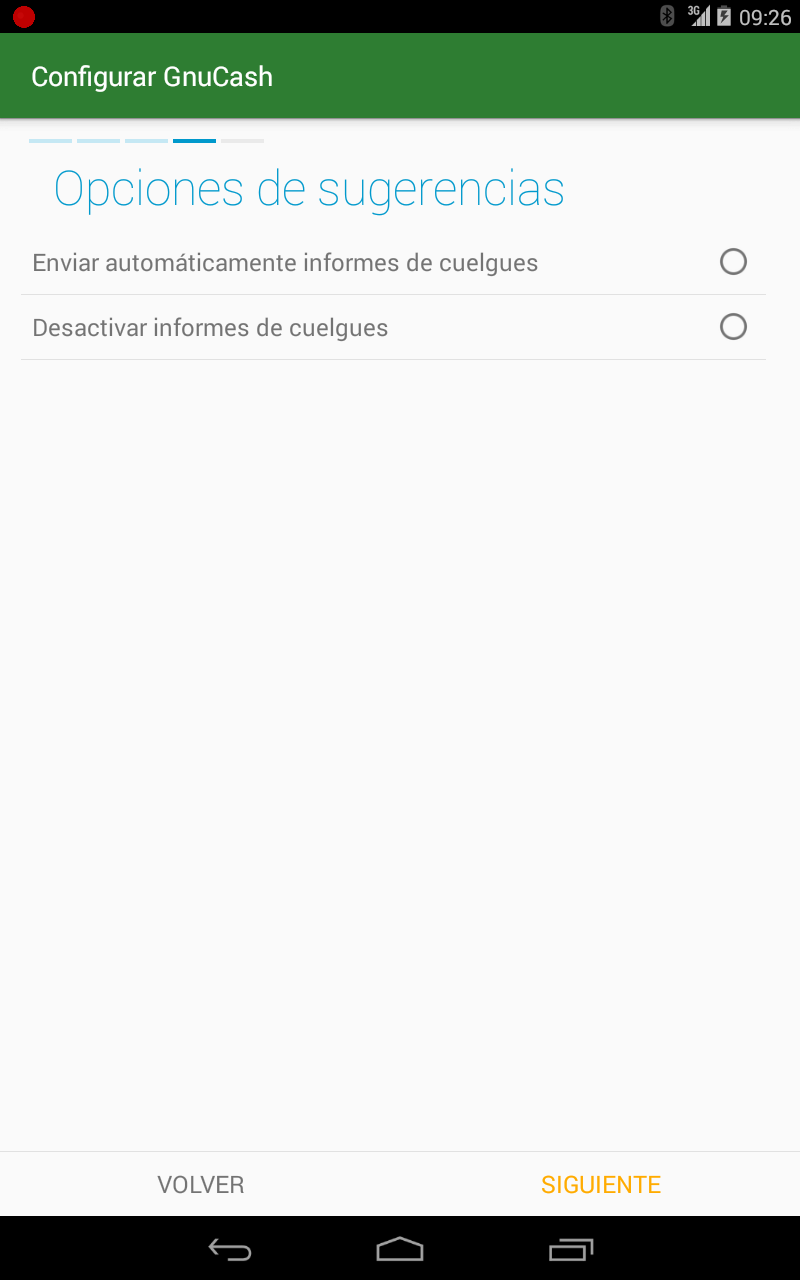 3G 09:26
Configurar GnuCash
Opciones de sugerencias
Enviar automáticamente informes de cuelgues
Desactivar informes de cuelgues
VOLVER SIGUIENTE